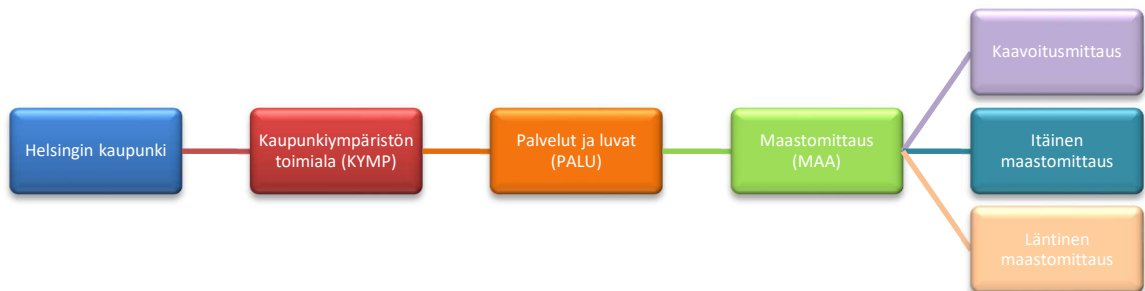 Helsingin kaupunki
Kaupunkiympäristön
toimiala (KYMP)
Palvelut ja luvat
(PALU)
Maastomittaus
(MAA)
Kaavoitusmittaus
Itäinen
maastomittaus
Läntinen
maastomittaus